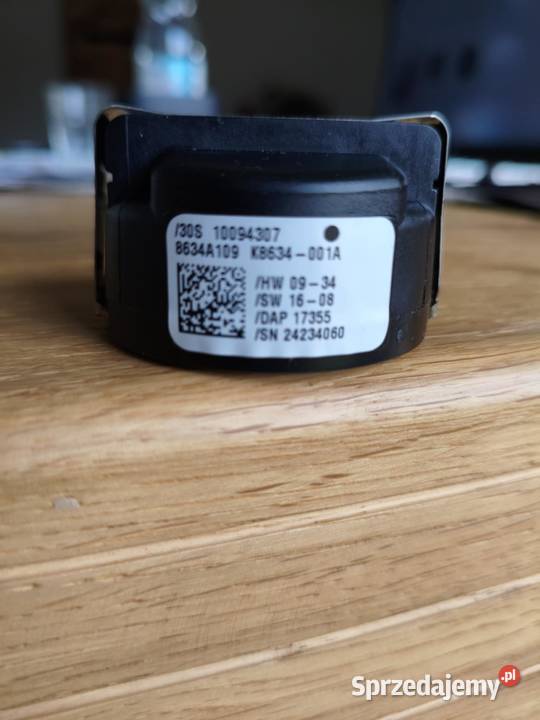 /30S 10094307
8634A109 K8634-001A
/HW 09-34
/SW 16-08
/DAP 17355
/SN 24234060
Sprzedajemy.pl